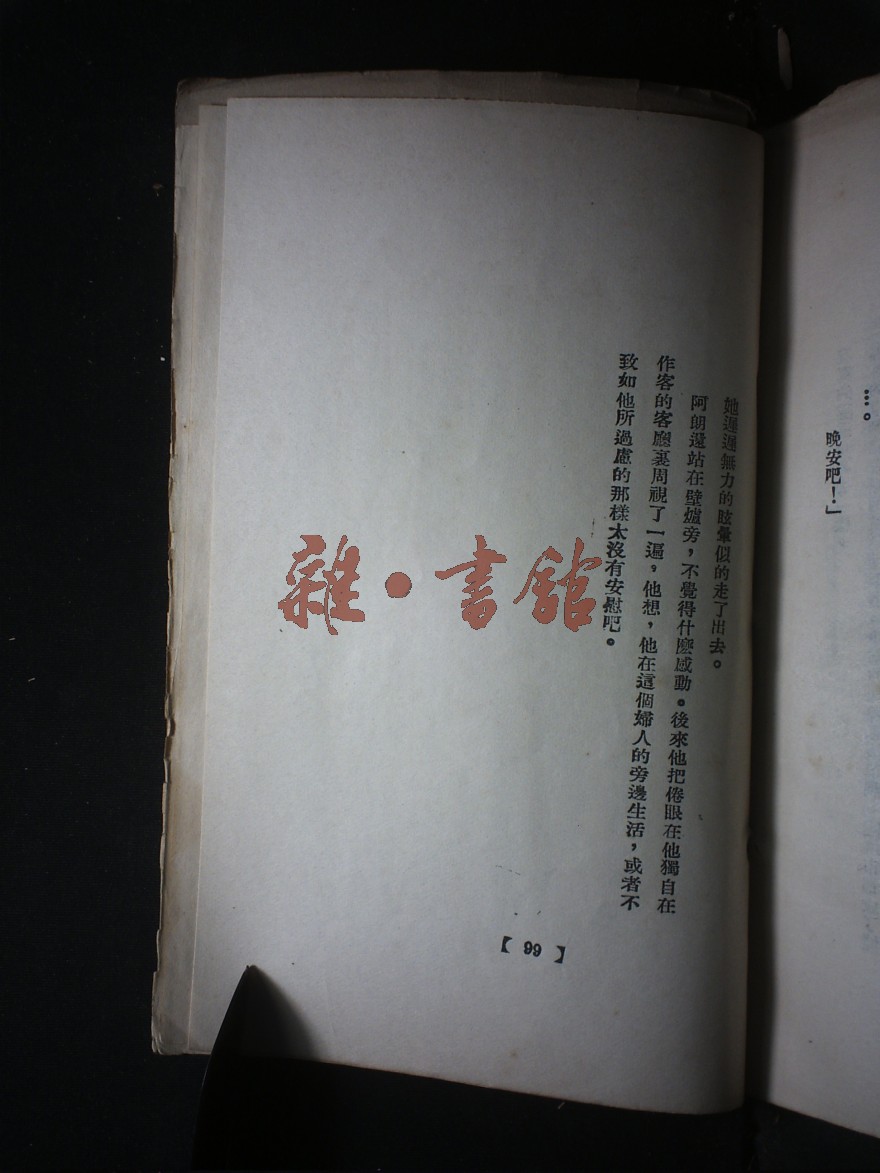 …。
晚安吧！」
她遲遲無力的眩暈似的走了出去。
阿朗還站在壁爐旁，不覺得什麼感動。後來他把倦眼在他獨自在
作客的客廳裏周視了一遍，他想，他在這個婦人的旁邊生活，或者不
致如他所過慮的那樣太沒有安慰吧。
【 99 】
雜·書館